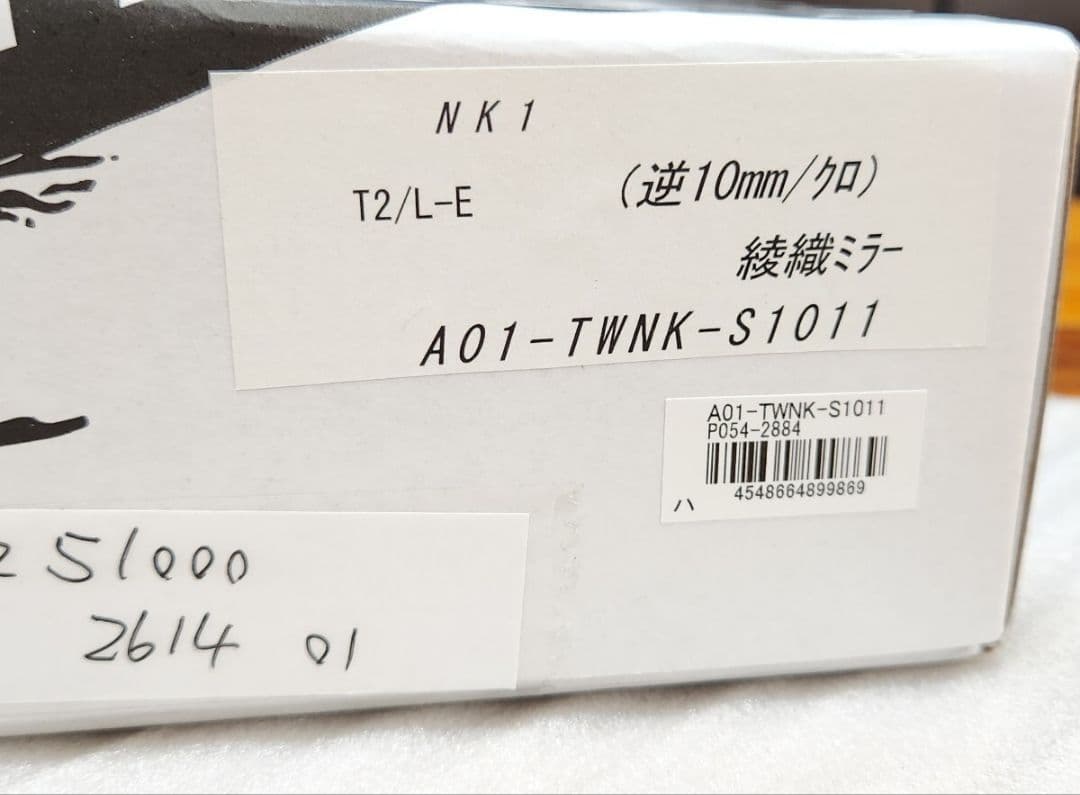 NK1
T2/L-E (逆10mm/ｸﾛ)
綾織ミラー
A01-TWNK-S1011
A01-TWNK-S1011
P054-2884
ハ 4548664899869
51000
2614 01